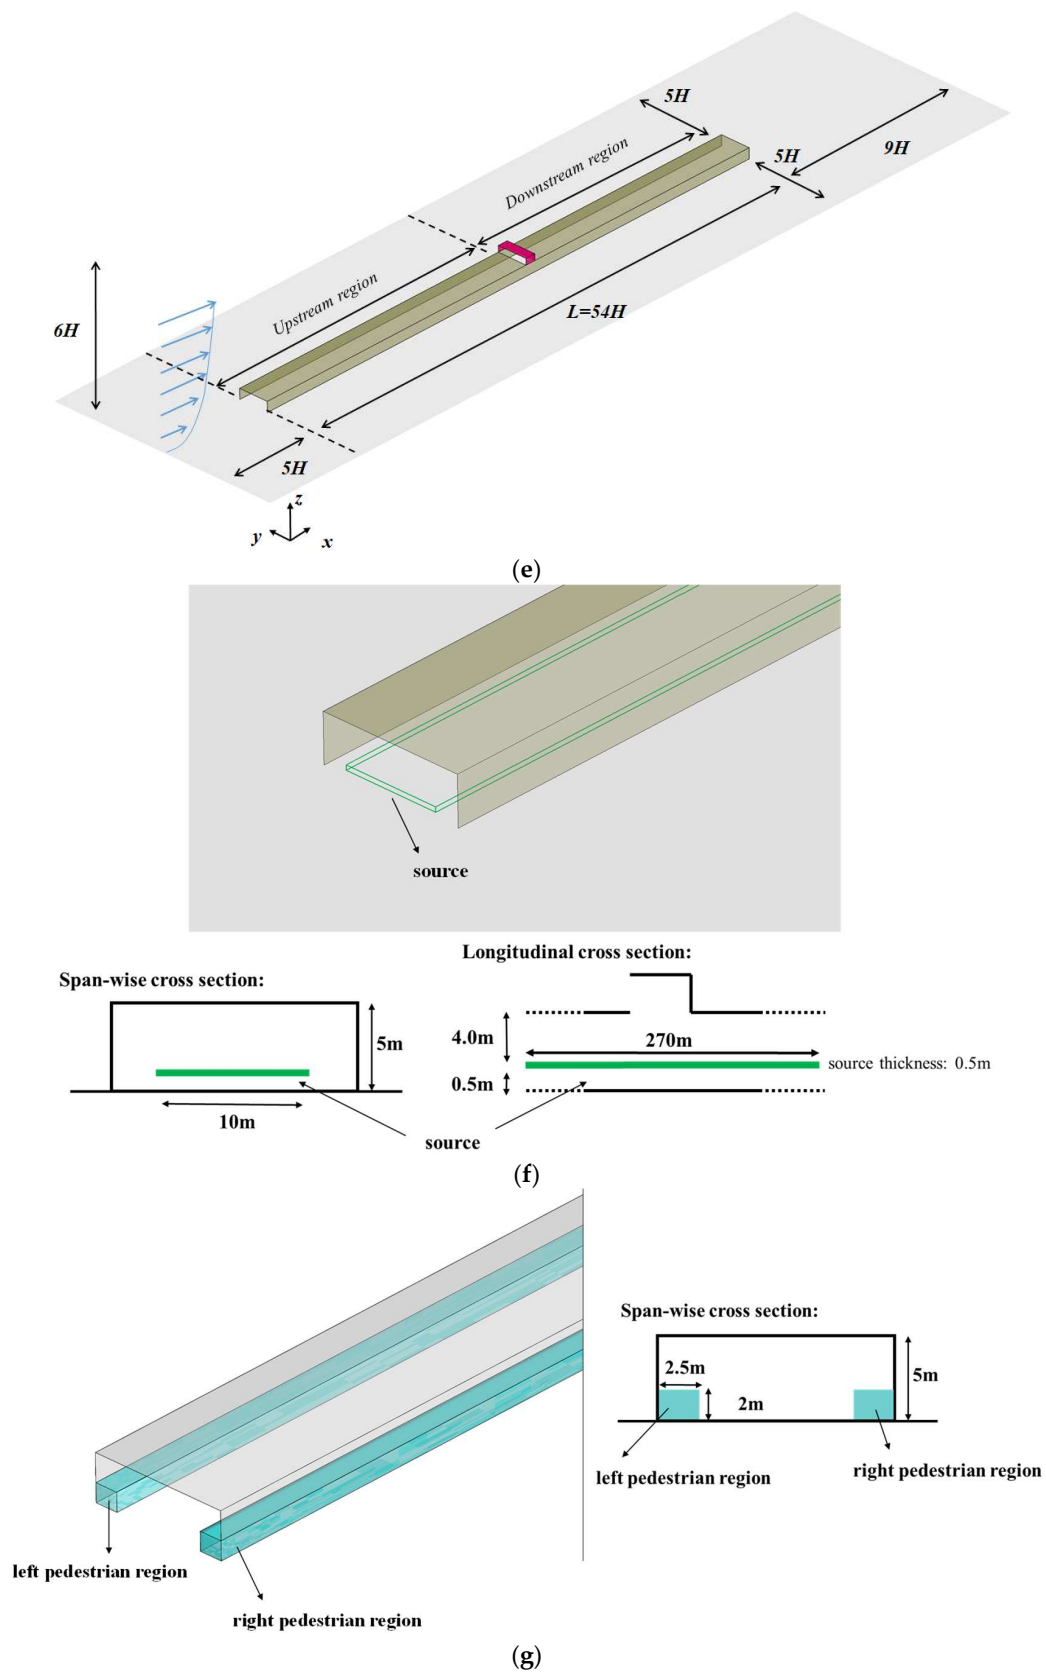 5H
9H
Downstream region
5H
Upstream region
L=54H
6H
5H
z
y
x
(e)
source
Longitudinal cross section:
Span-wise cross section:
5m
4.0m
270m
source thickness: 0.5m
0.5m
10m
source
(f)
Span-wise cross section:
2.5m
5m
2m
left pedestrian region
right pedestrian region
left pedestrian region
right pedestrian region
(g)